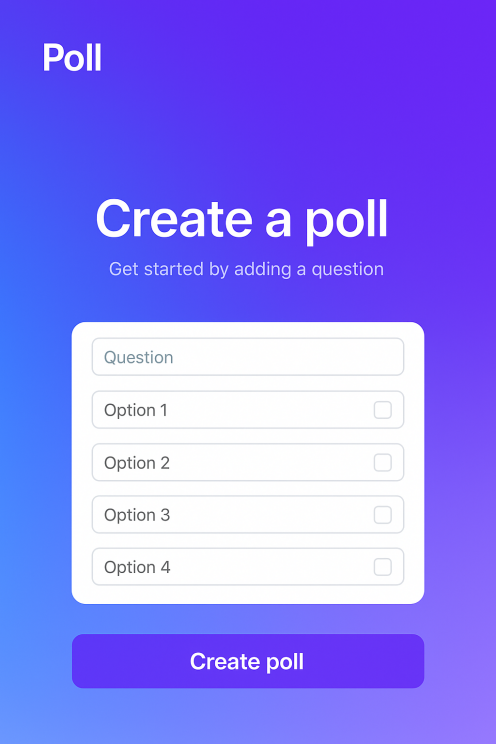 Poll
Create a poll
Get started by adding a question
Question
Option 1
Option 2
Option 3
Option 4
Create poll